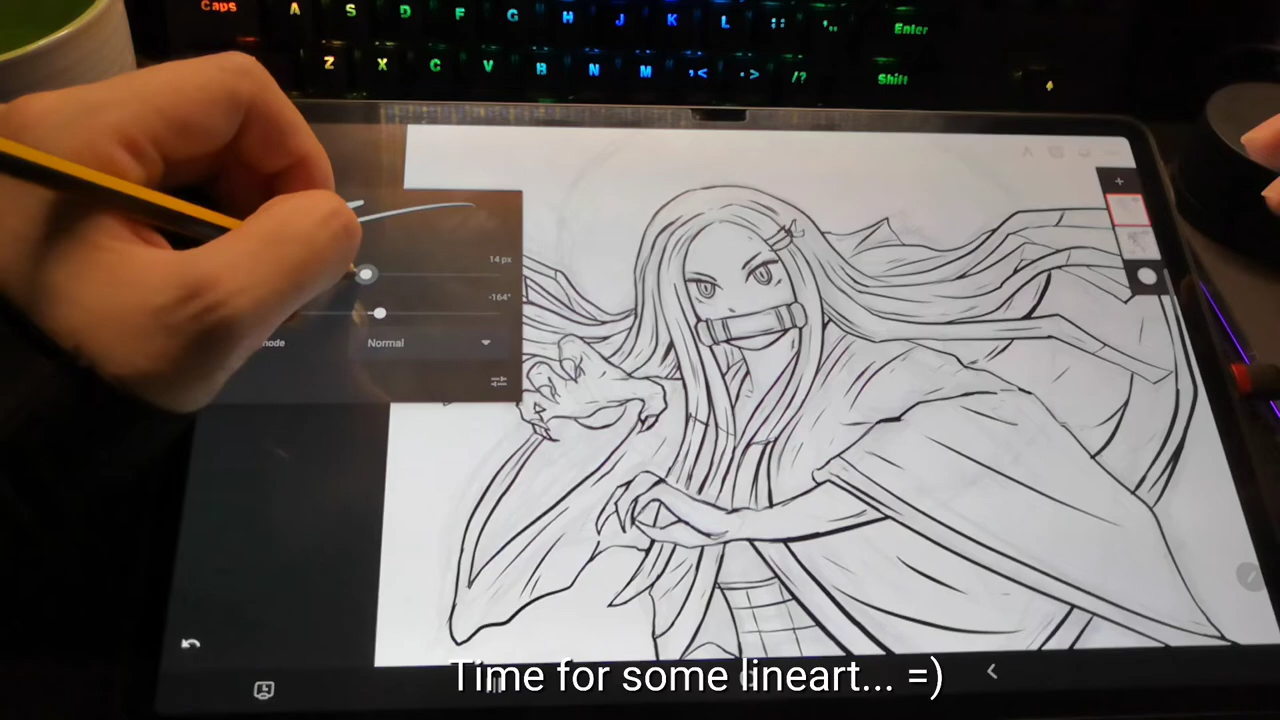 Caps A S D F G H J K L : ; " , Enter
Z X C V B N M , < . > / ? Shift
14 px
-164°
mode Normal
Time for some lineart... =)